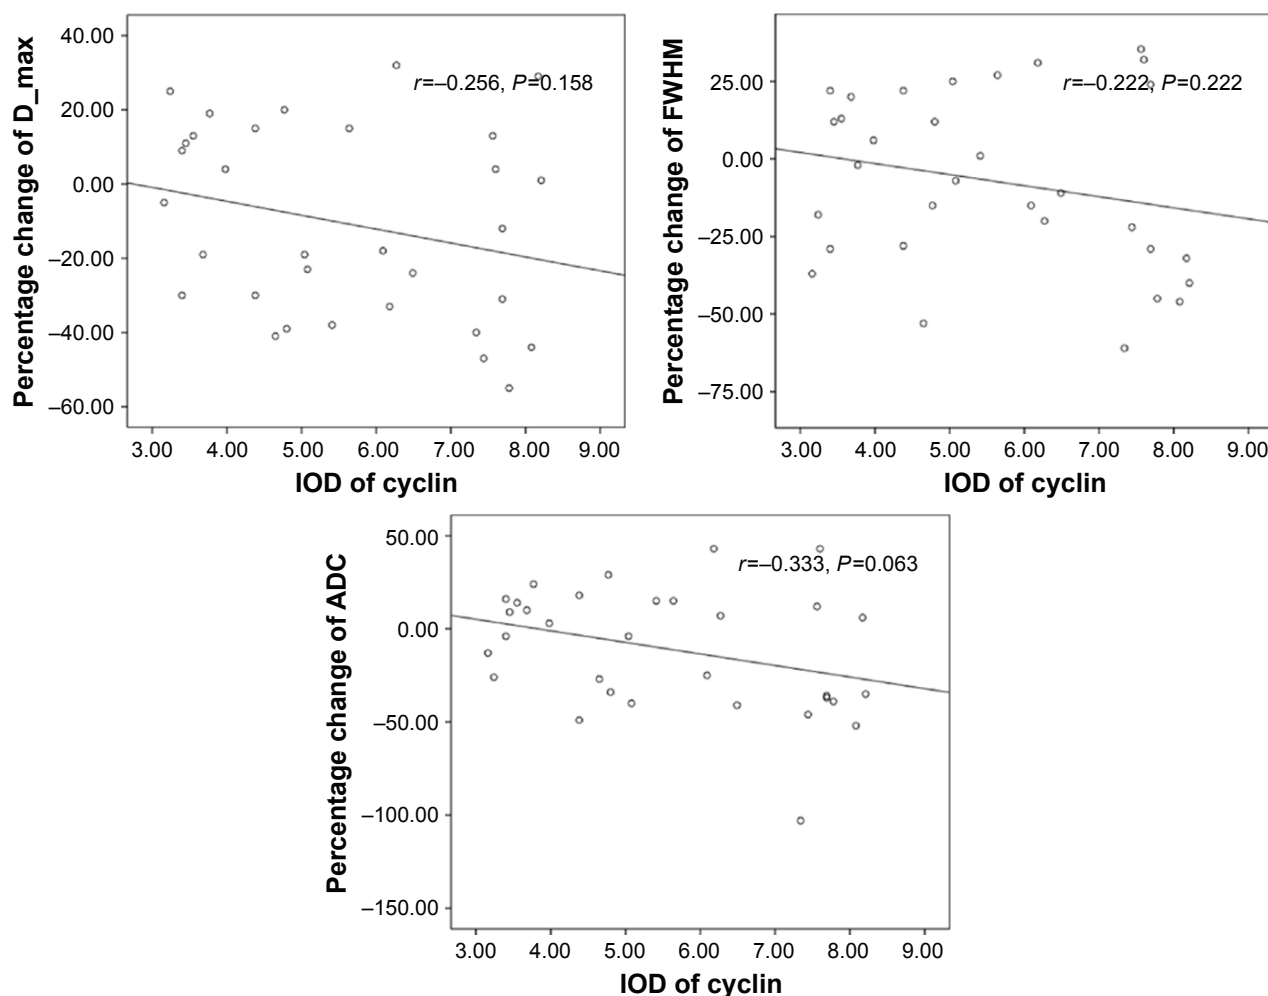 Percentage change of D_max
40.00
20.00
0.00
–20.00
–40.00
–60.00
r=–0.256, P=0.158
3.00 4.00 5.00 6.00 7.00 8.00 9.00
IOD of cyclin
Percentage change of FWHM
25.00
0.00
–25.00
–50.00
–75.00
r=–0.222, P=0.222
3.00 4.00 5.00 6.00 7.00 8.00 9.00
IOD of cyclin
Percentage change of ADC
50.00
0.00
–50.00
–100.00
–150.00
r=–0.333, P=0.063
3.00 4.00 5.00 6.00 7.00 8.00 9.00
IOD of cyclin